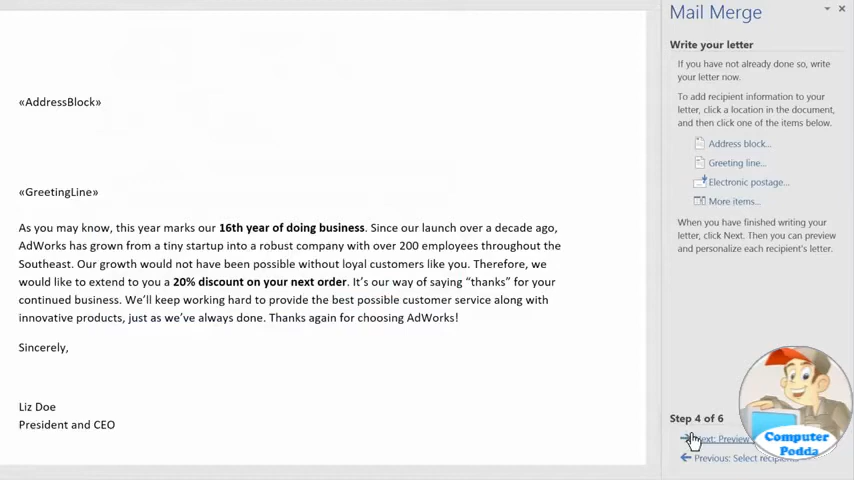 Mail Merge
Write your letter
If you have not already done so, write
your letter now.
To add recipient information to your
letter, click a location in the document,
and then click one of the items below.
Address block...
Greeting line...
Electronic postage...
More items...
When you have finished writing your
letter, click Next. Then you can preview
and personalize each recipient's letter.
Step 4 of 6
Next: Preview
Previous: Select
Computer
Podda
«AddressBlock»
«GreetingLine»
As you may know, this year marks our 16th year of doing business. Since our launch over a decade ago,
AdWorks has grown from a tiny startup into a robust company with over 200 employees throughout the
Southeast. Our growth would not have been possible without loyal customers like you. Therefore, we
would like to extend to you a 20% discount on your next order. It’s our way of saying “thanks” for your
continued business. We’ll keep working hard to provide the best possible customer service along with
innovative products, just as we’ve always done. Thanks again for choosing AdWorks!
Sincerely,
Liz Doe
President and CEO